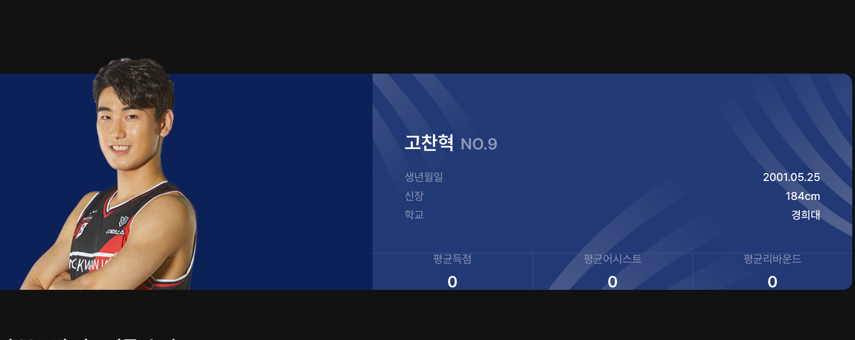 고찬혁 NO.9
생년월일 2001.05.25
신장 184cm
학교 경희대
평균득점 평균어시스트 평균리바운드
0 0 0